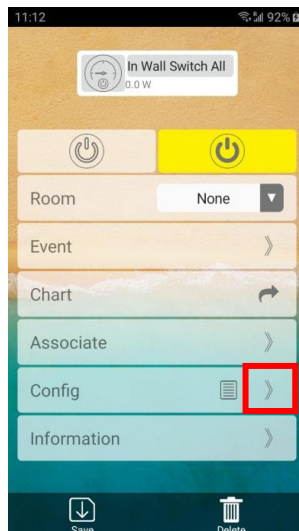 11:12 92%
In Wall Switch All
0.0 W
Room None
Event
Chart
Associate
Config
Information
Save Delete